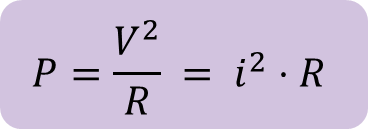 P = V²/R = i² · R